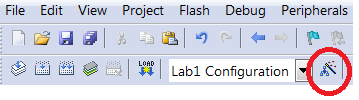 File Edit View Project Flash Debug Peripherals
LOAD
Lab1 Configuration